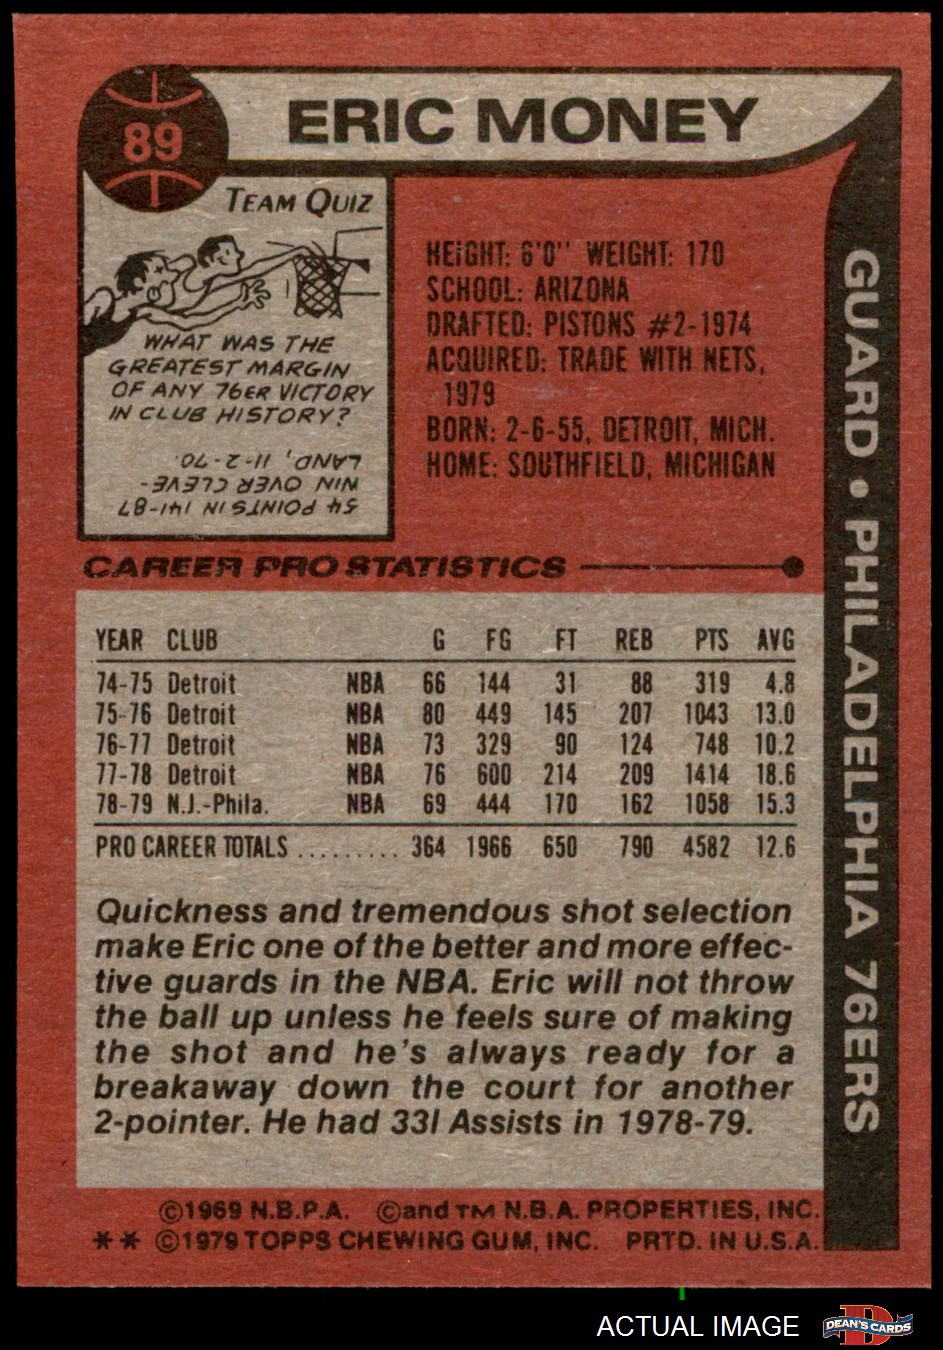 89
ERIC MONEY
TEAM QUIZ
WHAT WAS THE
GREATEST MARGIN
OF ANY 76ER VICTORY
IN CLUB HISTORY?
54 POINTS IN 141-87
WIN OVER CLEVE-
LAND, 11-2-70.
HEIGHT: 6'0'' WEIGHT: 170
SCHOOL: ARIZONA
DRAFTED: PISTONS #2-1974
ACQUIRED: TRADE WITH NETS,
1979
BORN: 2-6-55, DETROIT, MICH.
HOME: SOUTHFIELD, MICHIGAN
GUARD • PHILADELPHIA 76ERS
CAREER PRO STATISTICS
YEAR CLUB G FG FT REB PTS AVG
74-75 Detroit NBA 66 144 31 88 319 4.8
75-76 Detroit NBA 80 449 145 207 1043 13.0
76-77 Detroit NBA 73 329 90 124 748 10.2
77-78 Detroit NBA 76 600 214 209 1414 18.6
78-79 N.J.-Phila. NBA 69 444 170 162 1058 15.3
PRO CAREER TOTALS ......... 364 1966 650 790 4582 12.6
Quickness and tremendous shot selection
make Eric one of the better and more effec-
tive guards in the NBA. Eric will not throw
the ball up unless he feels sure of making
the shot and he's always ready for a
breakaway down the court for another
2-pointer. He had 331 Assists in 1978-79.
©1969 N.B.P.A. ©and TM N.B.A. PROPERTIES, INC.
** ©1979 TOPPS CHEWING GUM, INC. PRTD. IN U.S.A.
ACTUAL IMAGE
DEAN'S CARDS